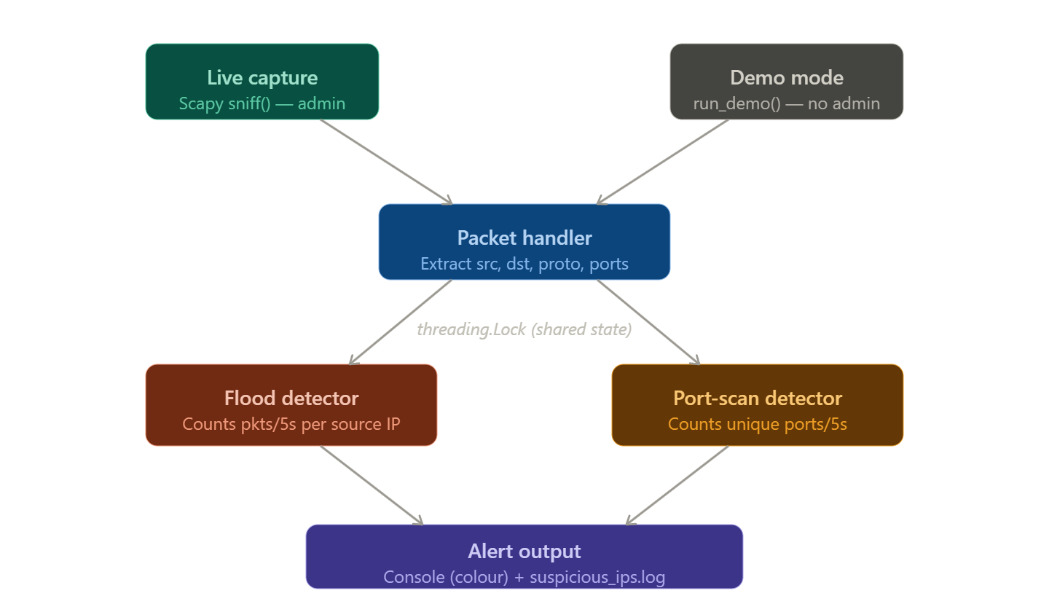 Live capture
Scapy sniff() — admin
Demo mode
run_demo() — no admin
Packet handler
Extract src, dst, proto, ports
threading.Lock (shared state)
Flood detector
Counts pkts/5s per source IP
Port-scan detector
Counts unique ports/5s
Alert output
Console (colour) + suspicious_ips.log